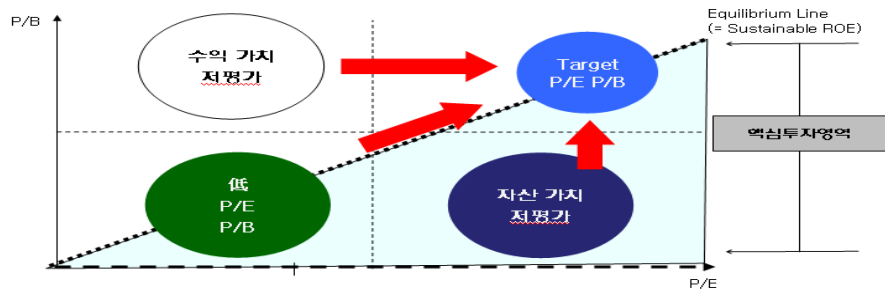 P/B
Equilibrium Line
(= Sustainable ROE)
수익 가치
저평가
Target
P/E P/B
핵심투자영역
低
P/E
P/B
자산 가치
저평가
P/E